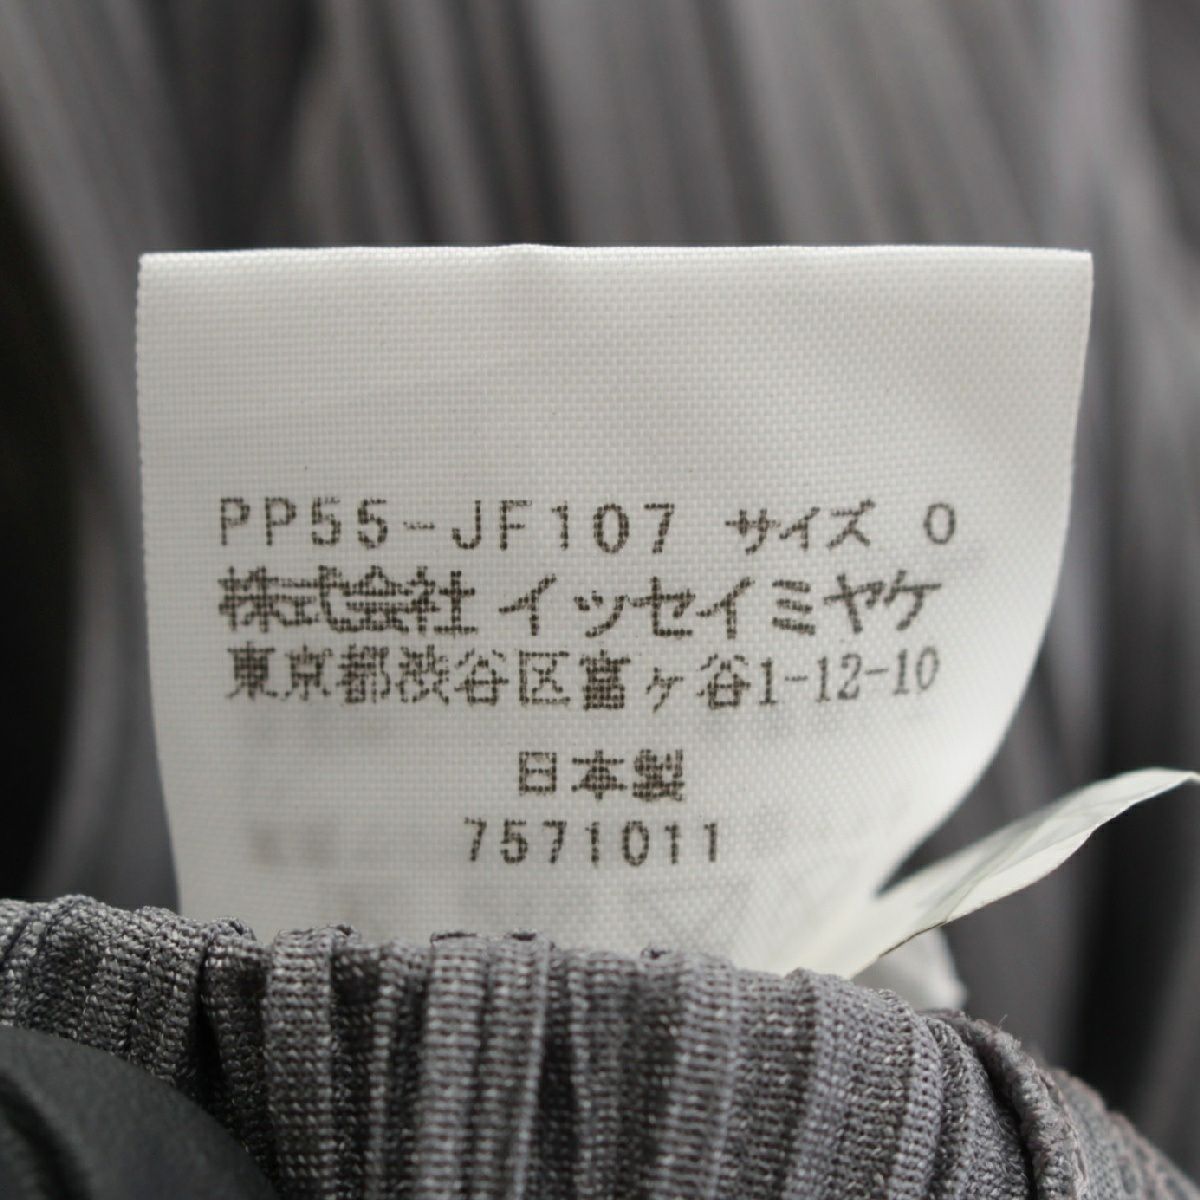 PP55-JF107 サイズ 0
株式会社イッセイミヤケ
東京都渋谷区富ヶ谷1-12-10
日本製
7571011